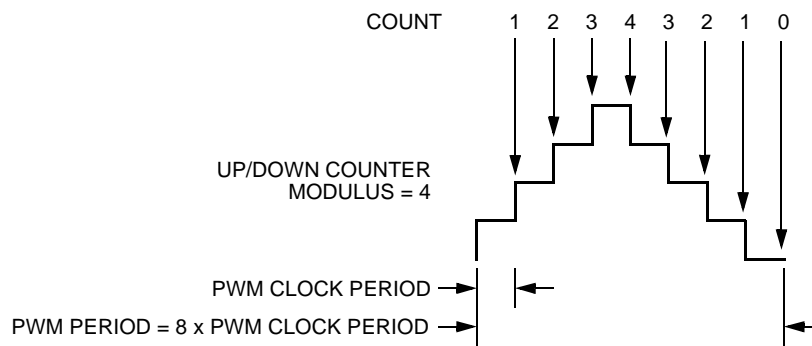 COUNT 1 2 3 4 3 2 1 0
UP/DOWN COUNTER
MODULUS = 4
PWM CLOCK PERIOD
PWM PERIOD = 8 x PWM CLOCK PERIOD